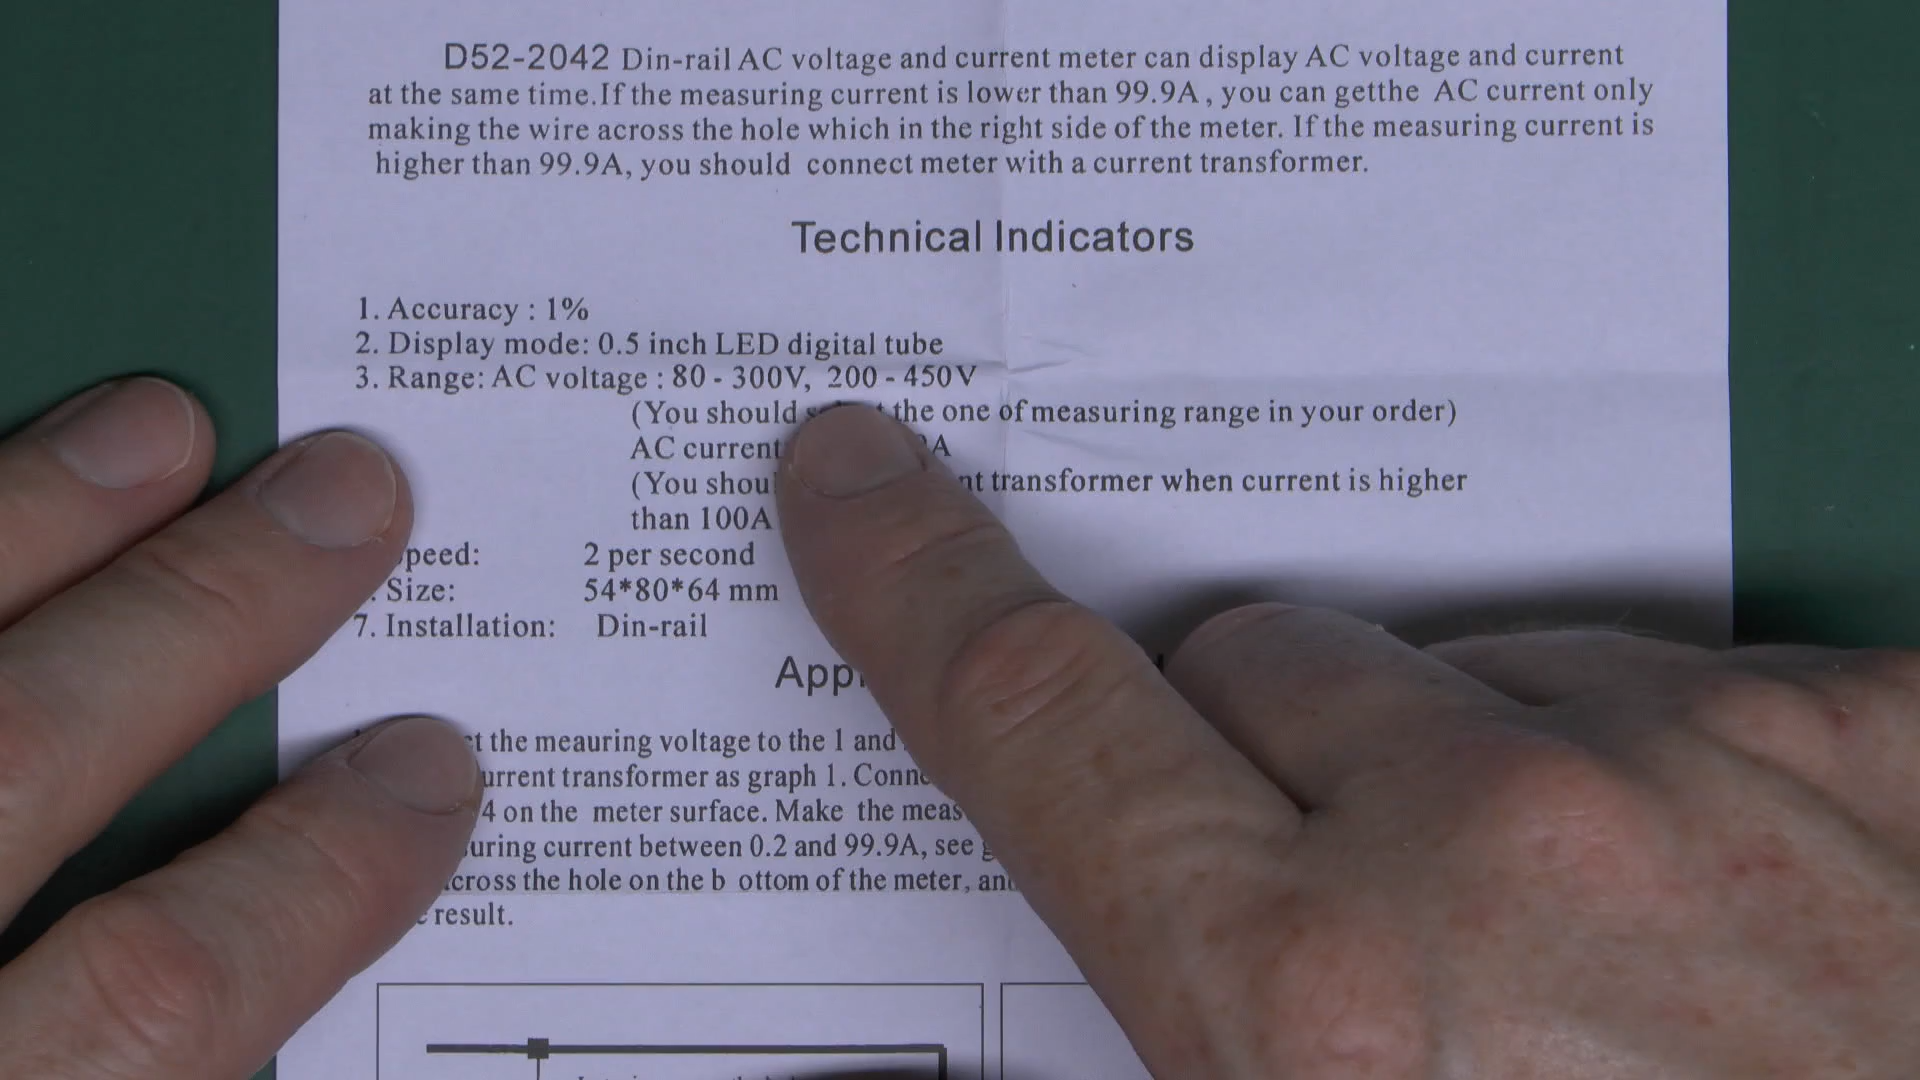 D52-2042 Din-rail AC voltage and current meter can display AC voltage and current
at the same time.If the measuring current is lower than 99.9A, you can getthe AC current only
making the wire across the hole which in the right side of the meter. If the measuring current is
higher than 99.9A, you should connect meter with a current transformer.
Technical Indicators
1. Accuracy : 1%
2. Display mode: 0.5 inch LED digital tube
3. Range: AC voltage : 80 - 300V, 200 - 450V
(You should the one of measuring range in your order)
AC current A
(You transformer when current is higher
than 100A
2 per second
Size: 54*80*64 mm
7. Installation: Din-rail
the meauring voltage to the 1 and
transformer as graph 1.
4 on the meter surface. Make the
current between 0.2 and 99.9A, see
the hole on the b ottom of the meter,
result.